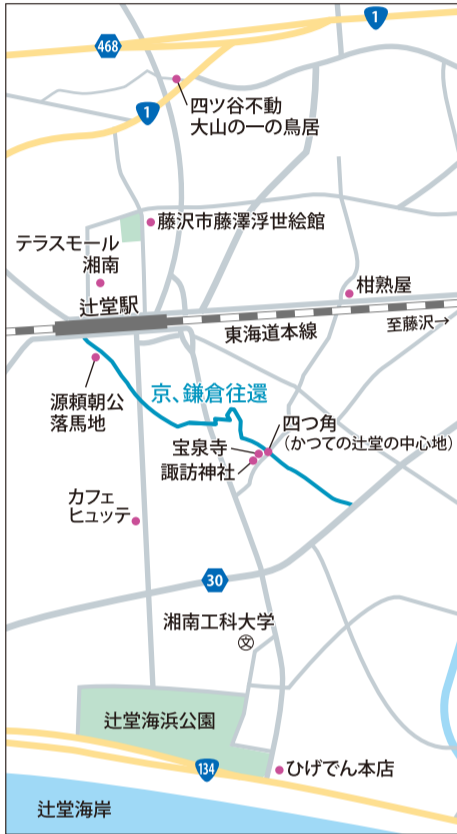 1
468
四ツ谷不動
大山の一の鳥居
1
藤沢市藤澤浮世絵館
テラスモール
湘南
柑熟屋
辻堂駅
東海道本線
至藤沢→
源頼朝公
落馬地
京、鎌倉往還
四つ角
（かつての辻堂の中心地）
宝泉寺
諏訪神社
カフェ
ヒュッテ
30
湘南工科大学
文
辻堂海浜公園
134
ひげでん本店
辻堂海岸